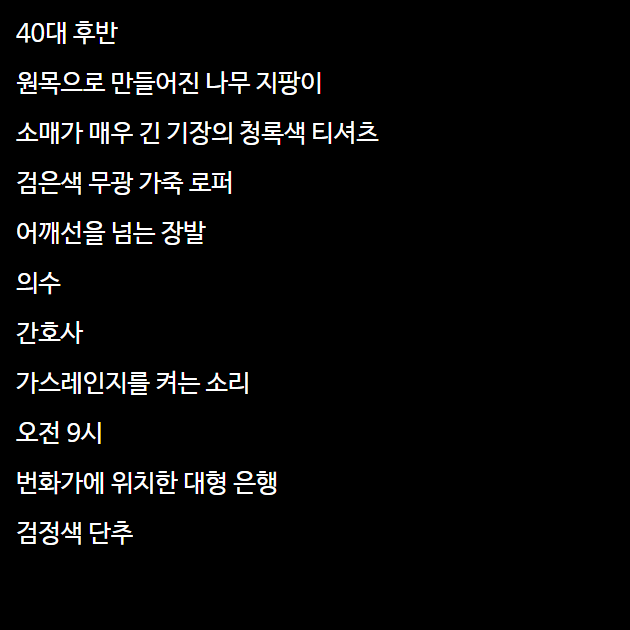 40대 후반
원목으로 만들어진 나무 지팡이
소매가 매우 긴 기장의 청록색 티셔츠
검은색 무광 가죽 로퍼
어깨선을 넘는 장발
의수
간호사
가스레인지를 켜는 소리
오전 9시
번화가에 위치한 대형 은행
검정색 단추